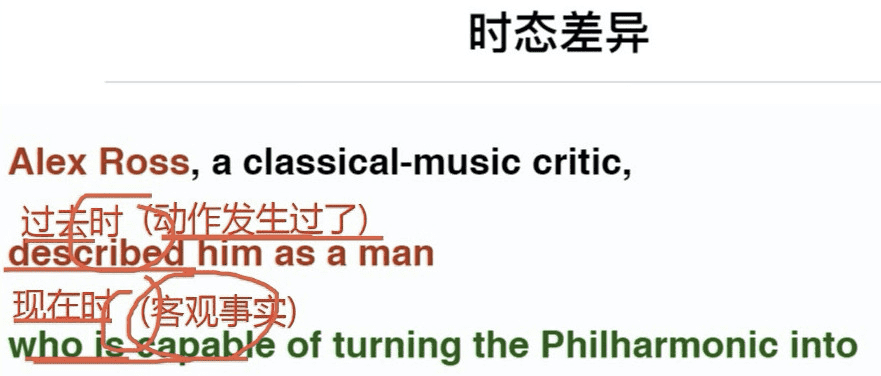 时态差异
Alex Ross, a classical-music critic,
过去时（动作发生过了）
described him as a man
现在时（客观事实）
who is capable of turning the Philharmonic into